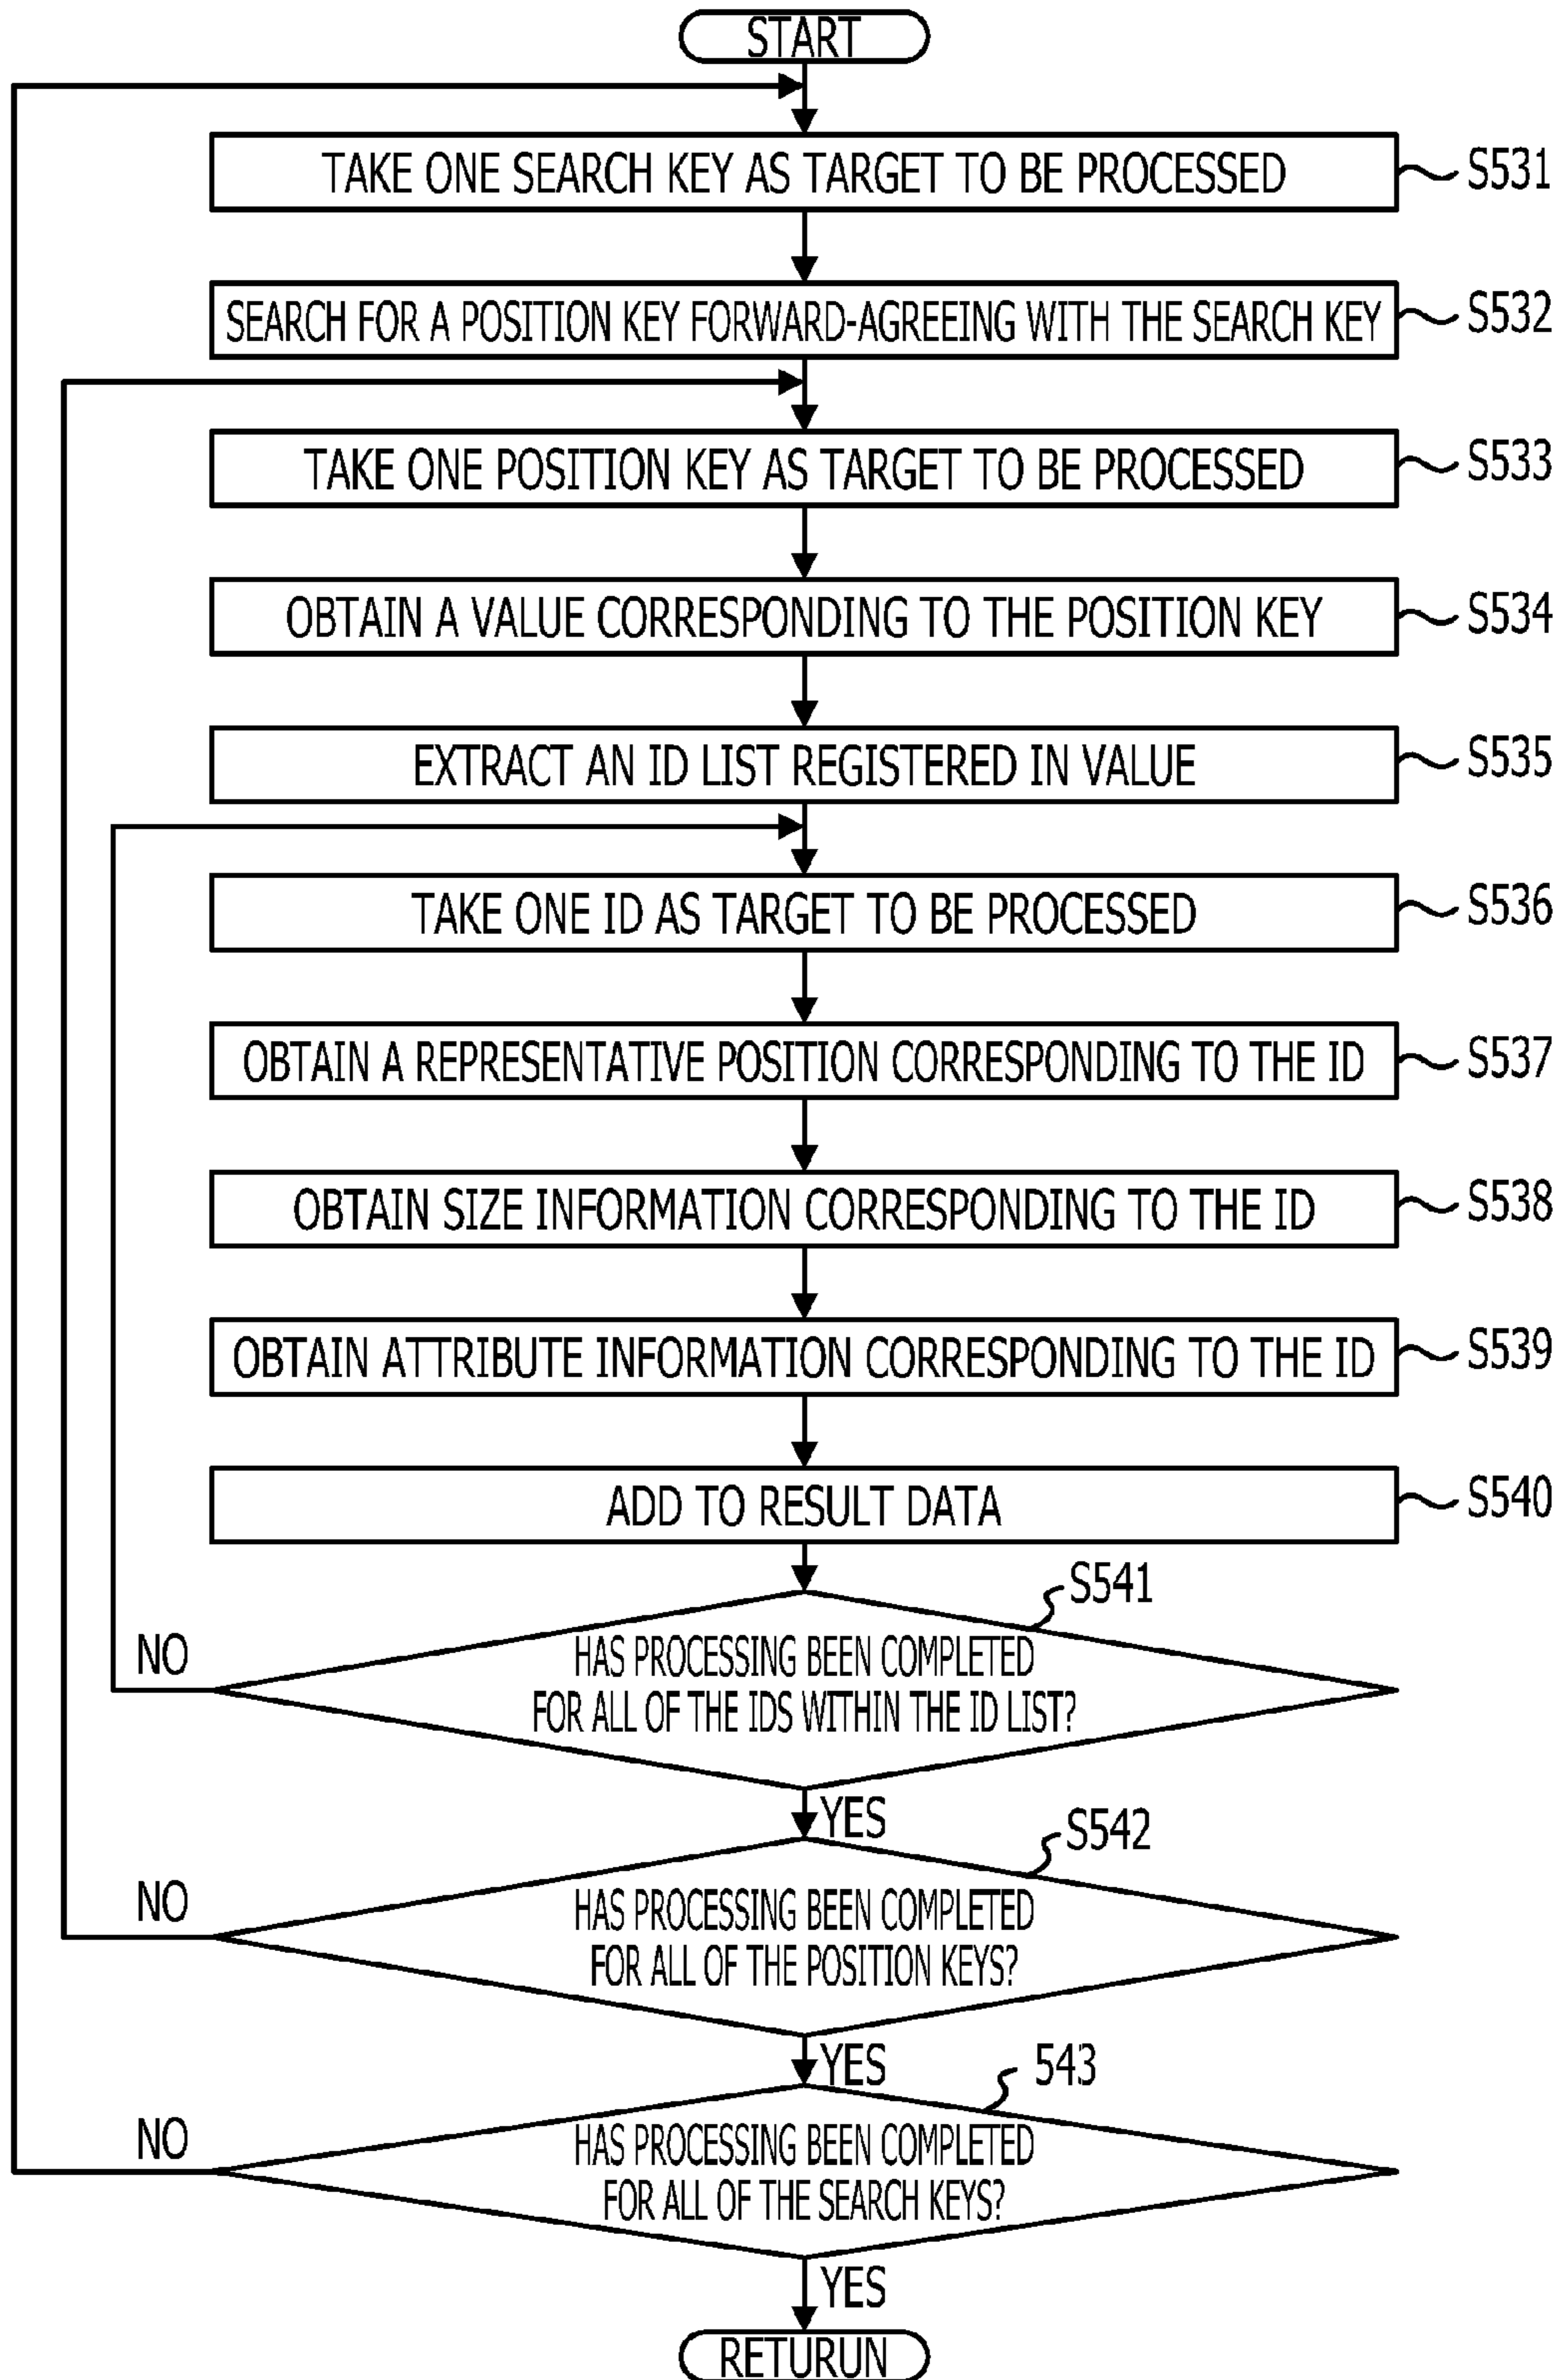 START
TAKE ONE SEARCH KEY AS TARGET TO BE PROCESSED
S531
SEARCH FOR A POSITION KEY FORWARD-AGREEING WITH THE SEARCH KEY
S532
TAKE ONE POSITION KEY AS TARGET TO BE PROCESSED
S533
OBTAIN A VALUE CORRESPONDING TO THE POSITION KEY
S534
EXTRACT AN ID LIST REGISTERED IN VALUE
S535
TAKE ONE ID AS TARGET TO BE PROCESSED
S536
OBTAIN A REPRESENTATIVE POSITION CORRESPONDING TO THE ID
S537
OBTAIN SIZE INFORMATION CORRESPONDING TO THE ID
S538
OBTAIN ATTRIBUTE INFORMATION CORRESPONDING TO THE ID
S539
ADD TO RESULT DATA
S540
S541
NO
HAS PROCESSING BEEN COMPLETED
FOR ALL OF THE IDS WITHIN THE ID LIST?
YES
S542
NO
HAS PROCESSING BEEN COMPLETED
FOR ALL OF THE POSITION KEYS?
YES
543
NO
HAS PROCESSING BEEN COMPLETED
FOR ALL OF THE SEARCH KEYS?
YES
RETURUN